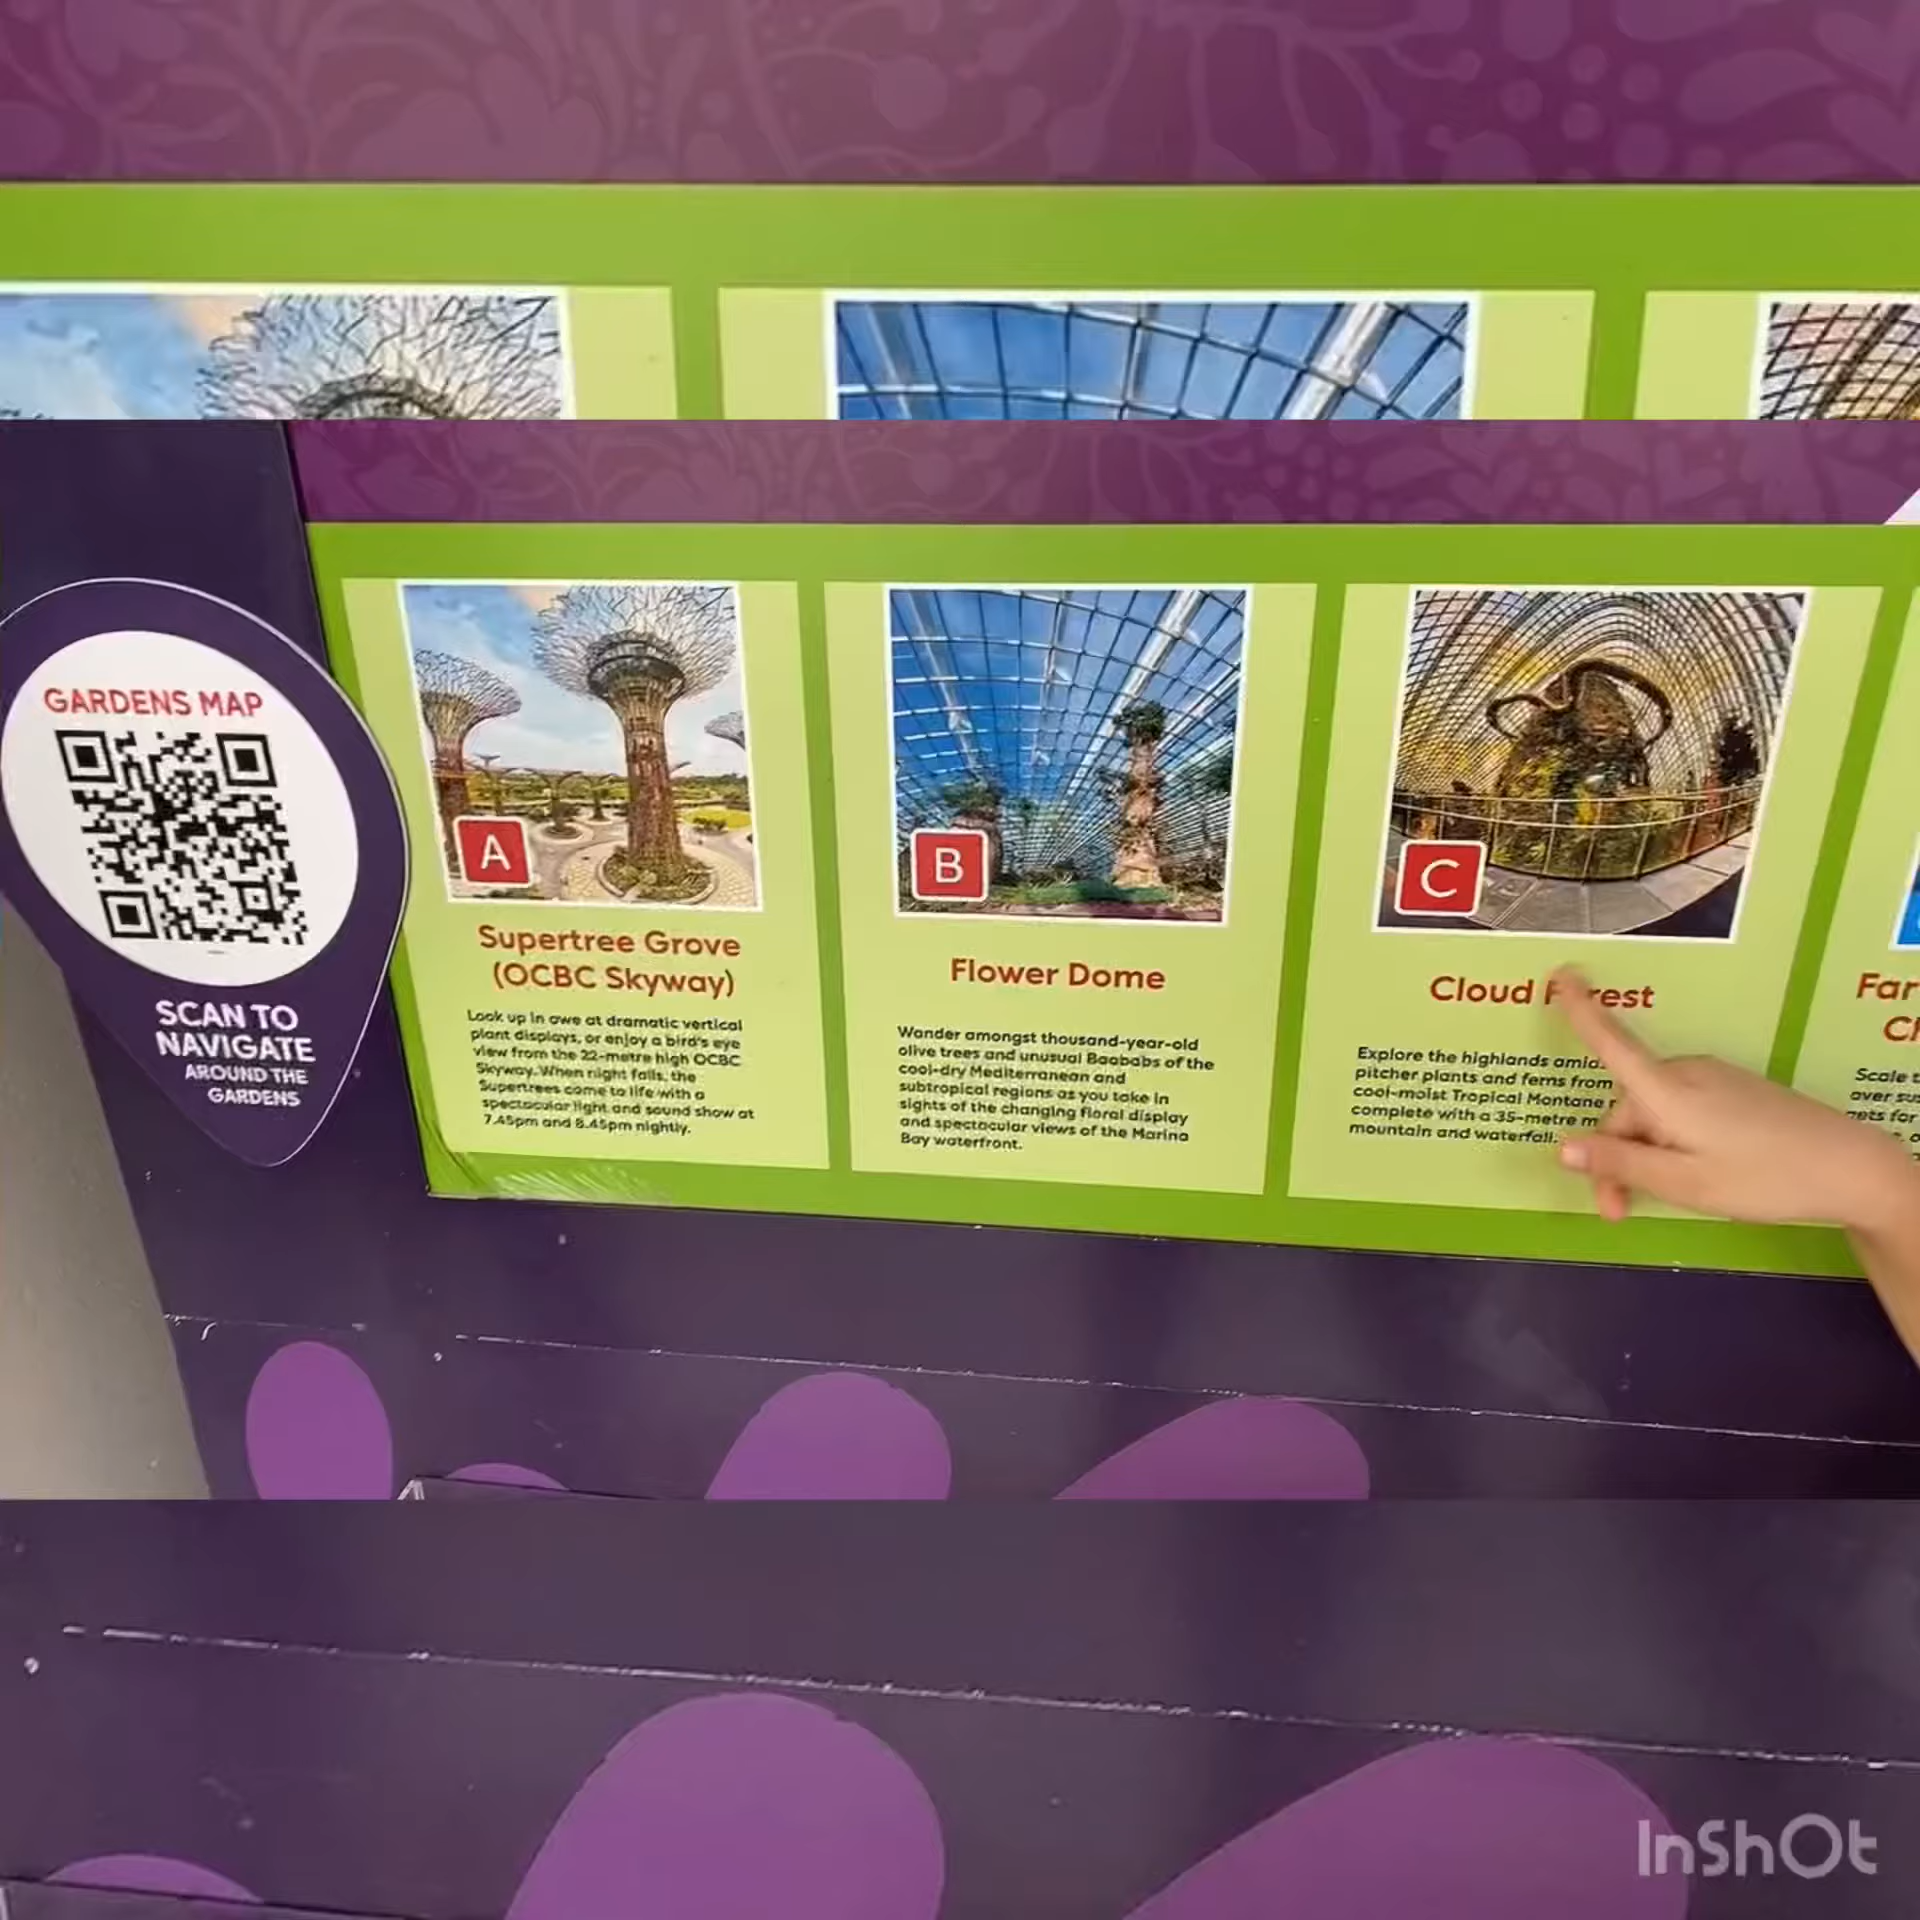 GARDENS MAP
SCAN TO
NAVIGATE
AROUND THE
GARDENS
A
Supertree Grove
(OCBC Skyway)
Look up in awe at dramatic vertical
plant displays, or enjoy a bird's eye
view from the 22-metre high OCBC
Skyway. When night falls, the
Supertrees come to life with a
spectacular light and sound show at
7.45pm and 8.45pm nightly.
B
Flower Dome
Wander amongst thousand-year-old
olive trees and unusual Baobabs of the
cool-dry Mediterranean and
subtropical regions as you take in
sights of the changing floral display
and spectacular views of the Marina
Bay waterfront.
C
Cloud Forest
Explore the highlands
pitcher plants and ferns from
cool-moist Tropical Montane
complete with a 35-metre
mountain and waterfall.
Far
Scale
over
for
InShOt